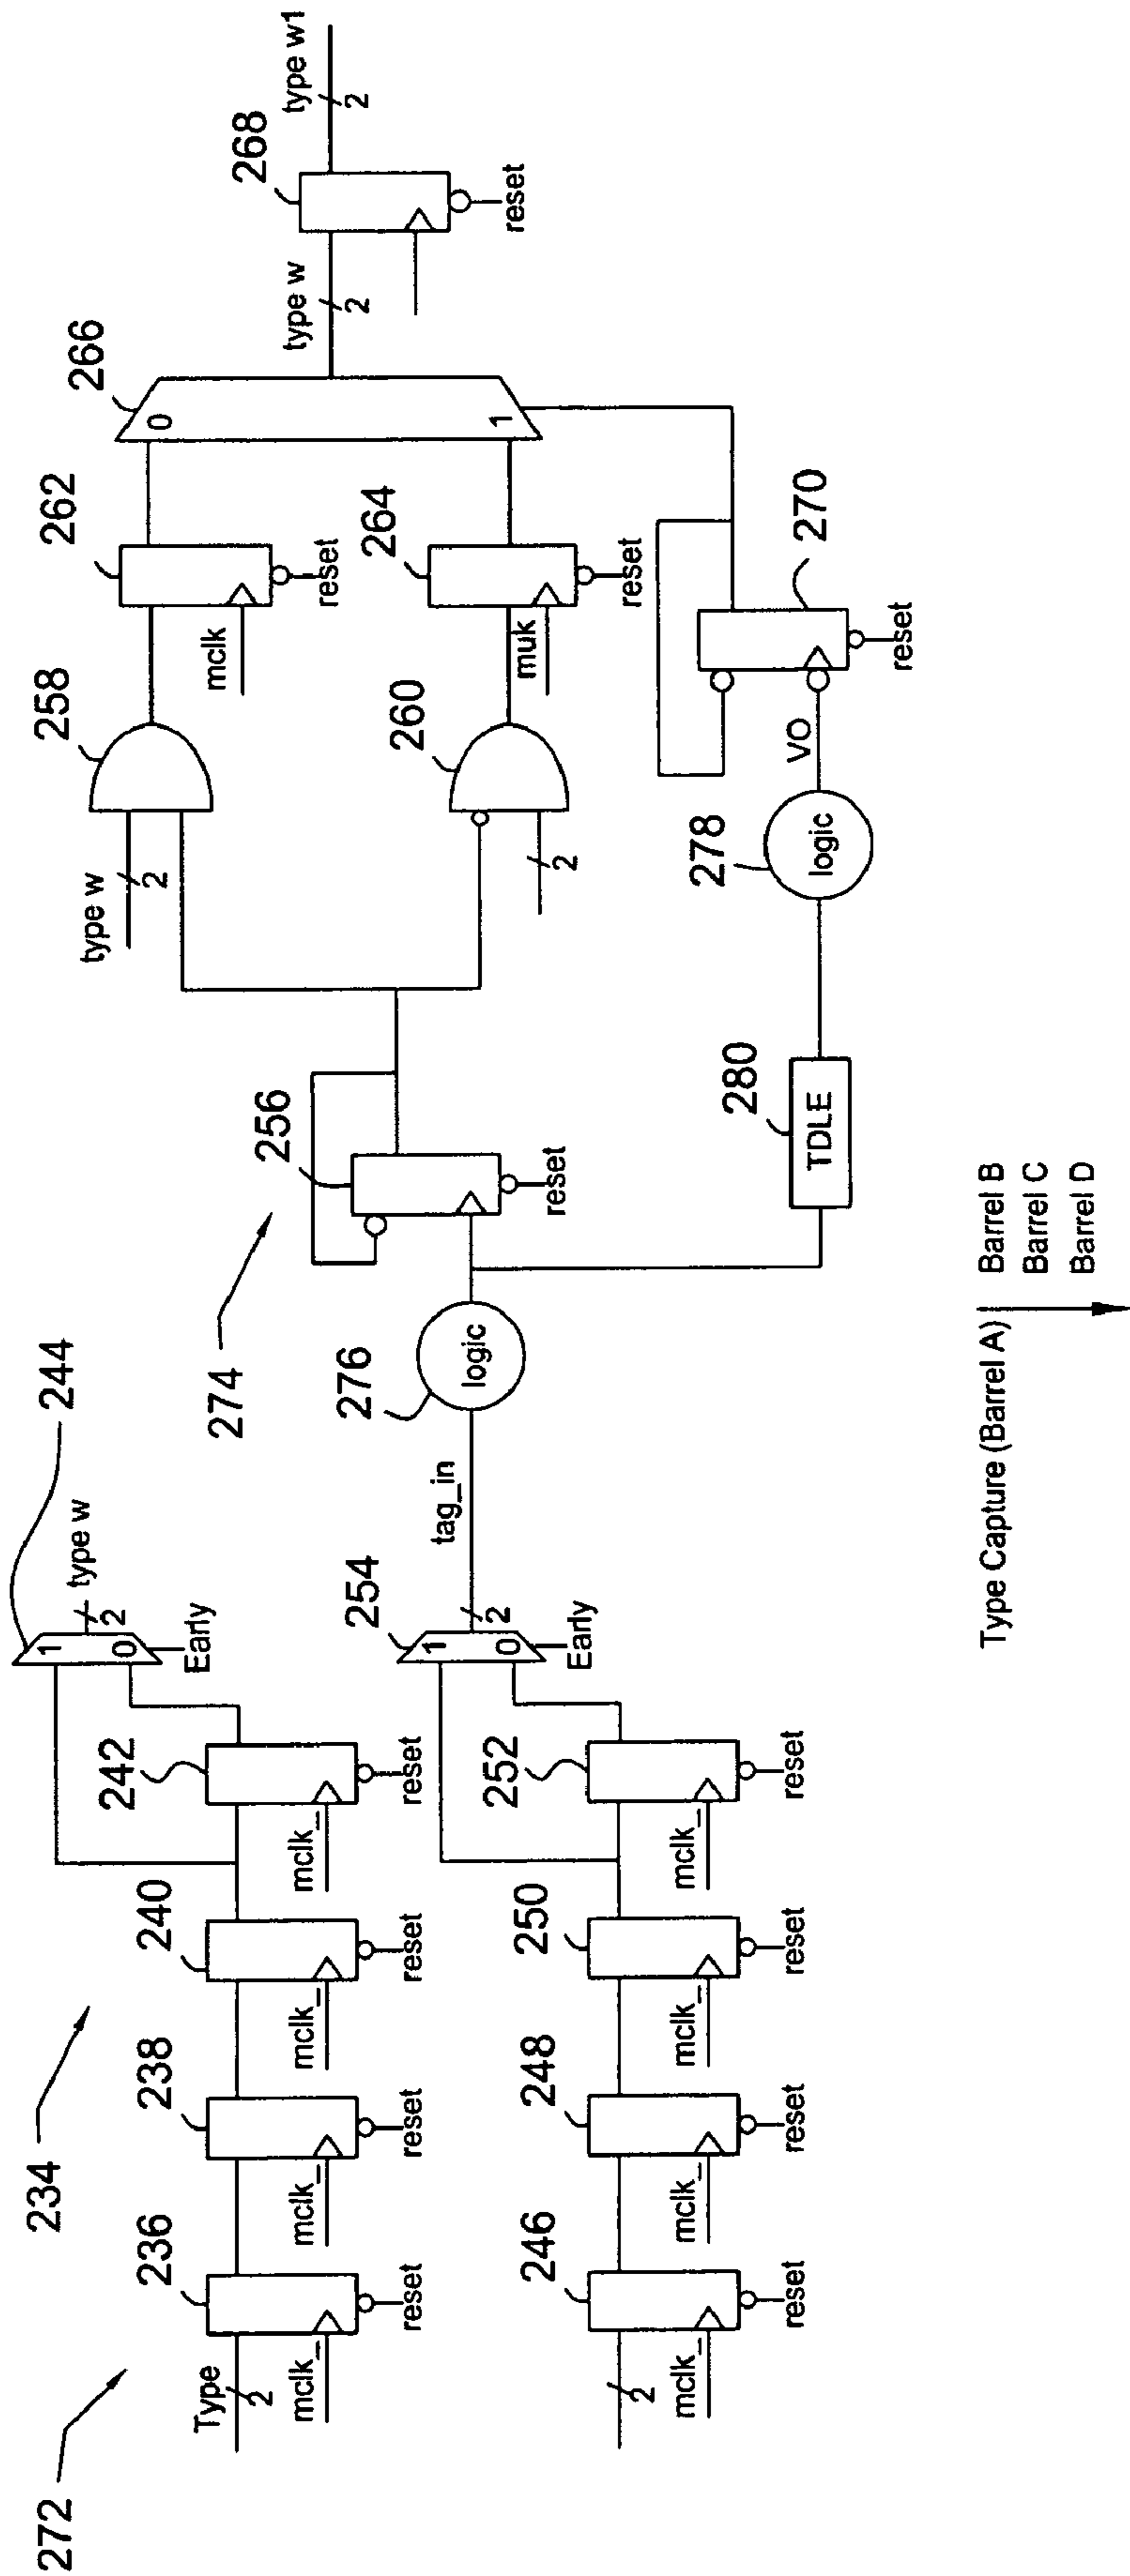 272
234
236
238
240
242
244
Type
2
mclk_
mclk_
mclk_
mclk_
reset
reset
reset
reset
1
0
Early
type w
2
246
248
250
252
254
2
mclk_
mclk_
mclk_
mclk_
reset
reset
reset
reset
1
0
Early
2
tag_in
274
276
logic
256
reset
280
TDLE
278
logic
VO
270
reset
type w
2
258
260
2
262
mclk
reset
264
muk
reset
266
0
1
type w
2
268
reset
type w1
2
Type Capture (Barrel A)
Barrel B
Barrel C
Barrel D